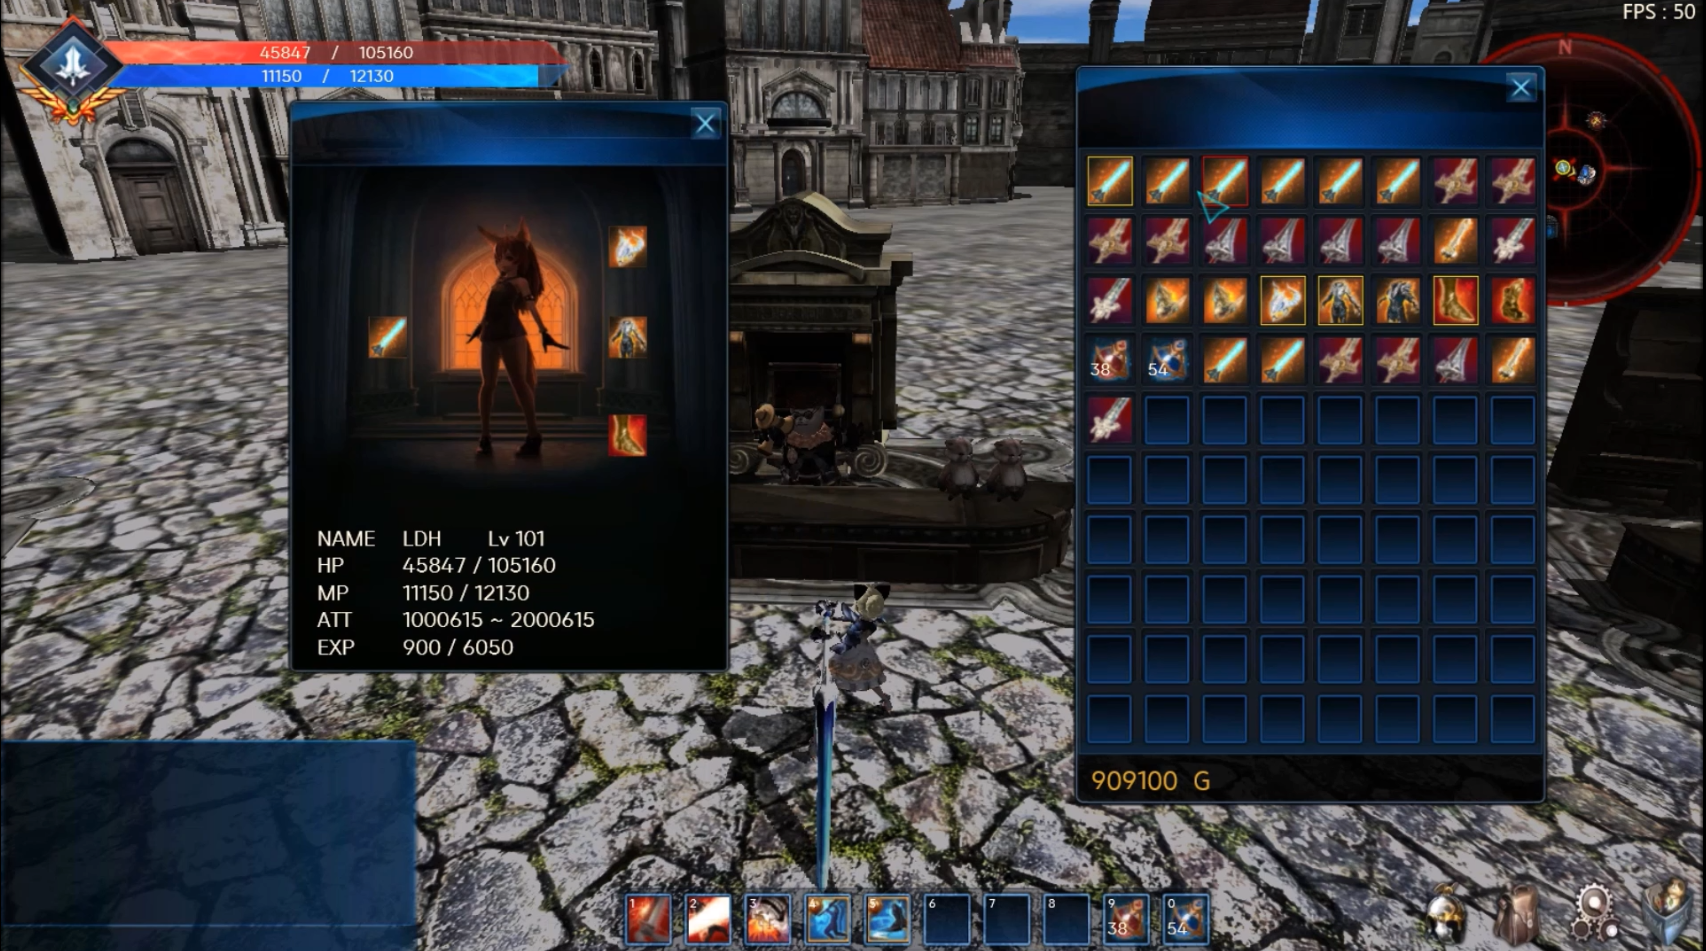 FPS : 50
45847 / 105160
11150 / 12130
N
NAME LDH Lv 101
HP 45847 / 105160
MP 11150 / 12130
ATT 1000615 ~ 2000615
EXP 900 / 6050
38 54
909100 G
1 2 3 4 5 6 7 8 9 0
38 54